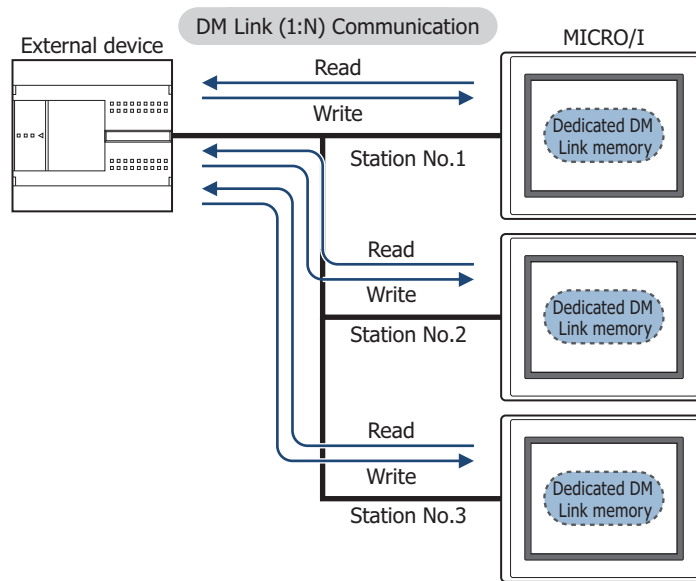 DM Link (1:N) Communication
External device
MICRO/I
Read
Write
Dedicated DM
Link memory
Station No.1
Read
Write
Dedicated DM
Link memory
Station No.2
Read
Write
Dedicated DM
Link memory
Station No.3